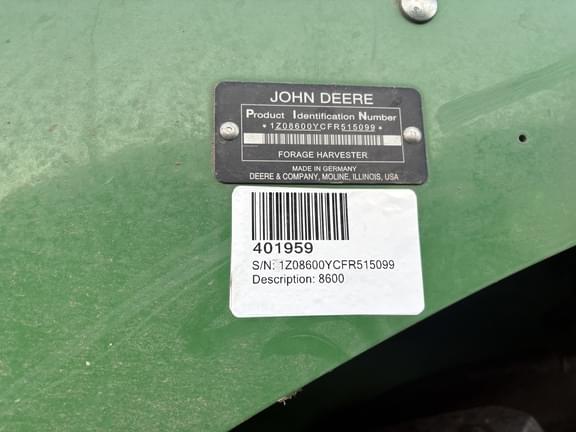 JOHN DEERE
Product Identification Number
*1Z08600YCFR515099*
FORAGE HARVESTER
MADE IN GERMANY
DEERE & COMPANY, MOLINE, ILLINOIS, USA
401959
S/N: 1Z08600YCFR515099
Description: 8600